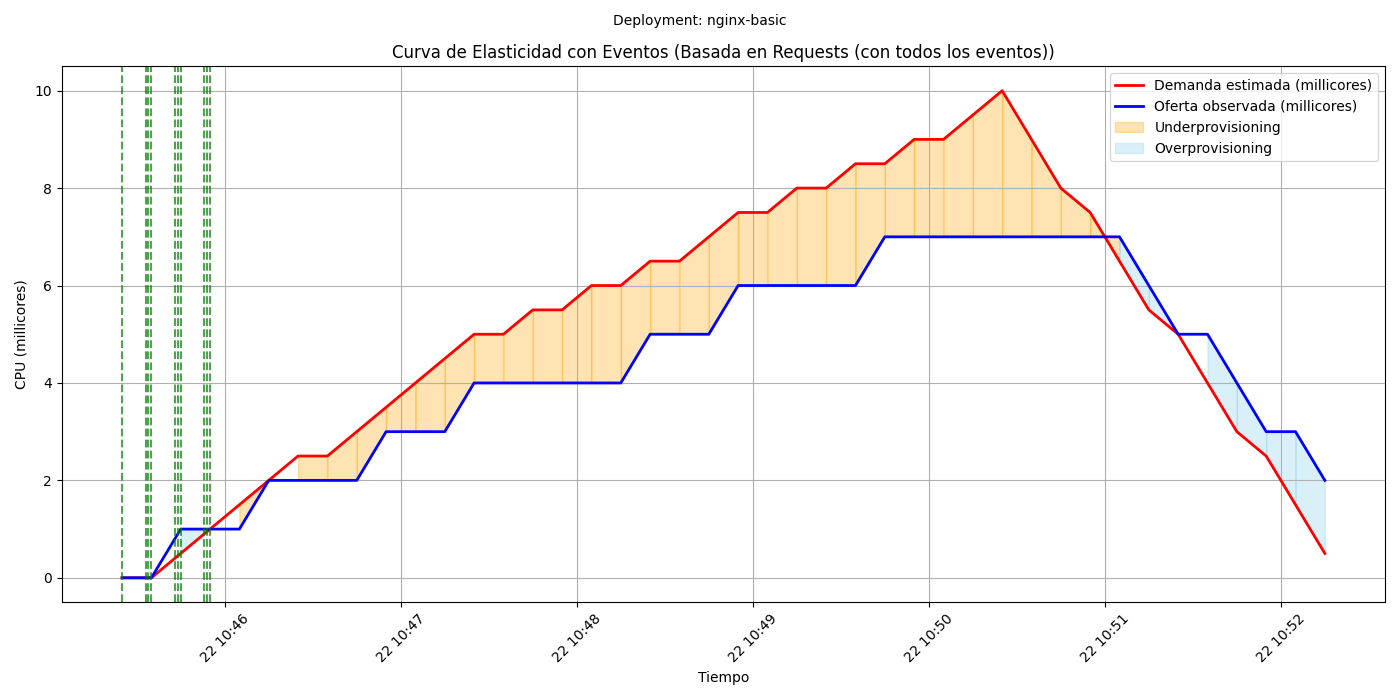 Deployment: nginx-basic
Curva de Elasticidad con Eventos (Basada en Requests (con todos los eventos))
Demanda estimada (millicores)
Oferta observada (millicores)
Underprovisioning
Overprovisioning
CPU (millicores)
10
8
6
4
2
0
22 10:46
22 10:47
22 10:48
22 10:49
22 10:50
22 10:51
22 10:52
Tiempo